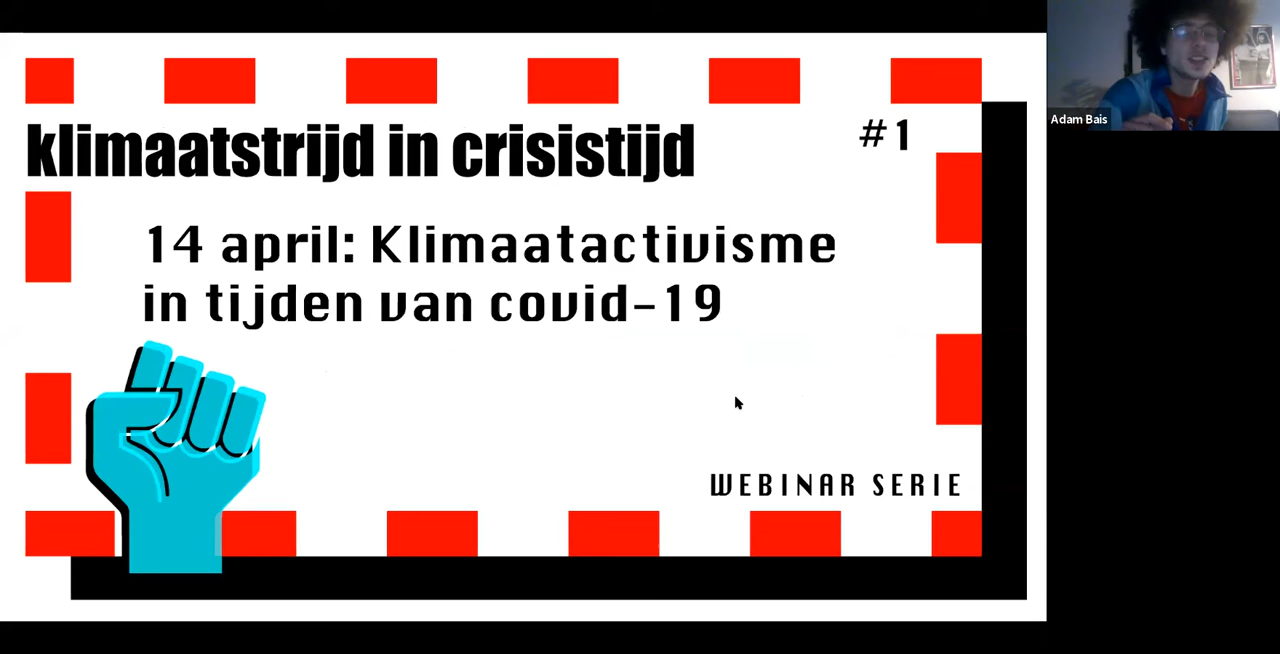 klimaatstrijd in crisistijd
#1
14 april: Klimaatactivisme
in tijden van covid-19
WEBINAR SERIE
Adam Bais